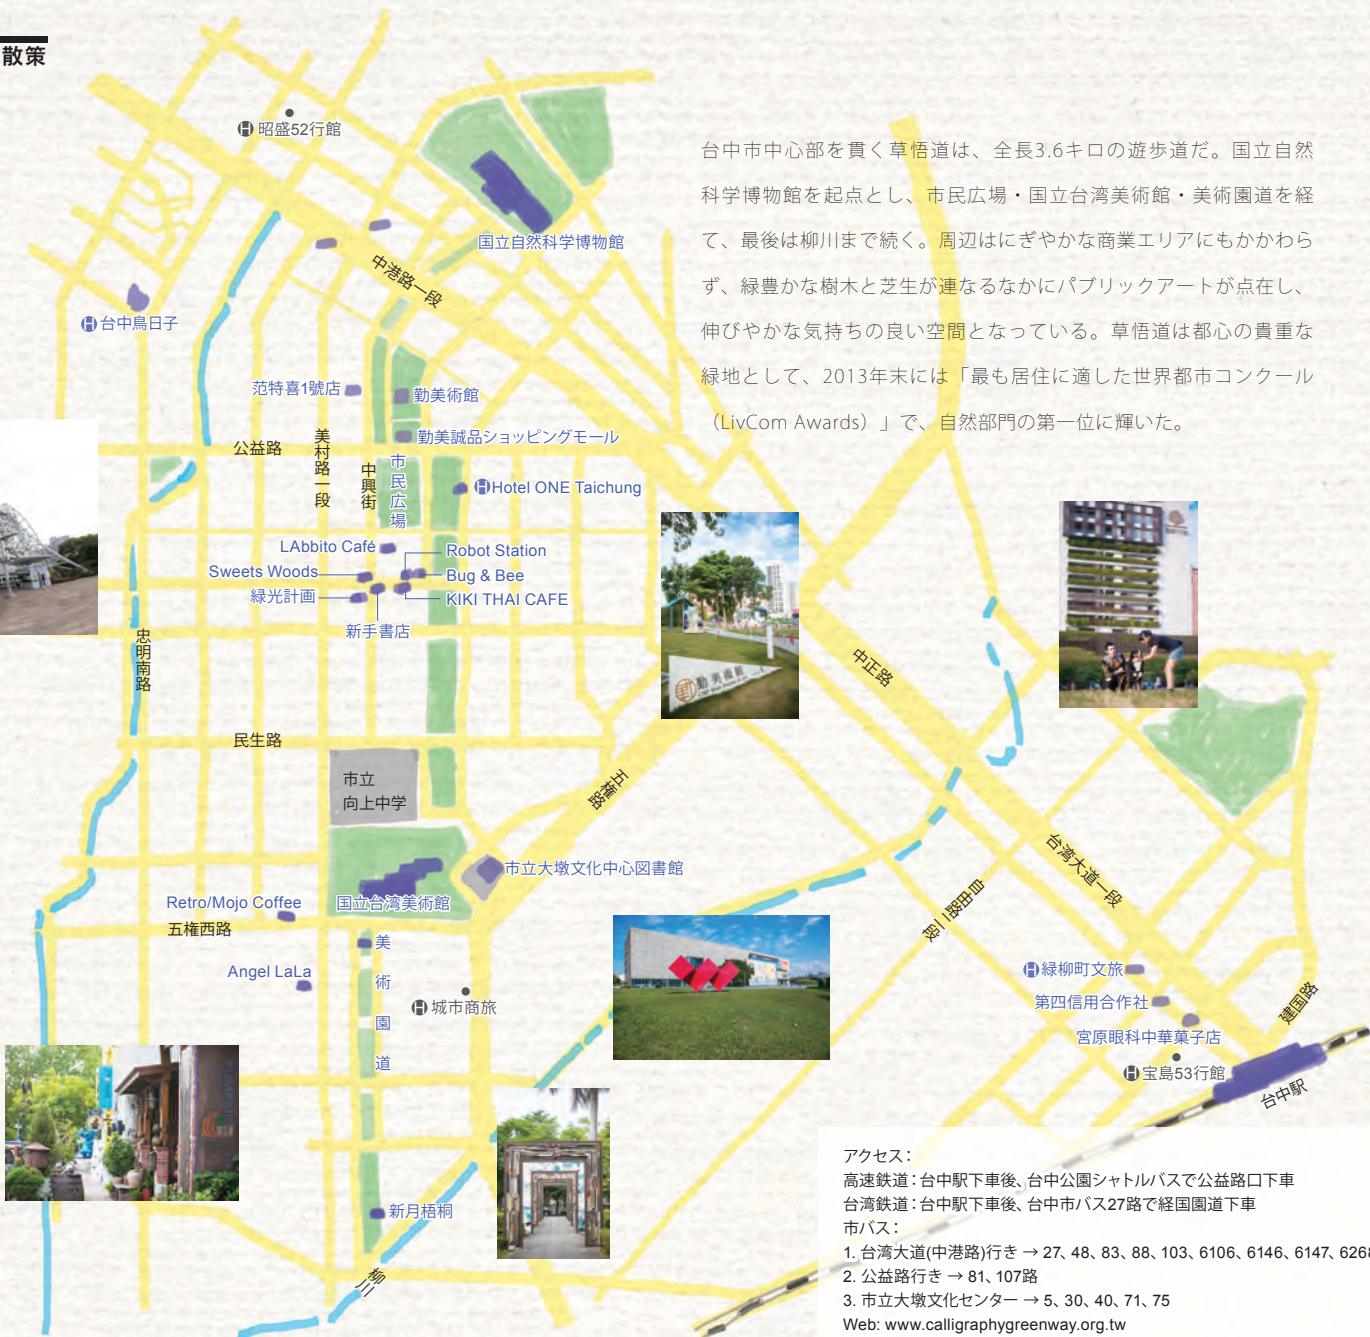 散策
台中市中心部を貫く草悟道は、全長3.6キロの遊歩道だ。国立自然
科学博物館を起点とし、市民広場・国立台湾美術館・美術園道を経
て、最後は柳川まで続く。周辺はにぎやかな商業エリアにもかかわら
ず、緑豊かな樹木と芝生が連なるなかにパブリックアートが点在し、
伸びやかな気持ちの良い空間となっている。草悟道は都心の貴重な
緑地として、2013年末には「最も居住に適した世界都市コンクール
（LivCom Awards）」で、自然部門の第一位に輝いた。
H 昭盛52行館
国立自然科学博物館
中港路一段
H 台中鳥日子
范特喜1號店
勤美術館
勤美誠品ショッピングモール
公益路
美村路一段
中興街
市民広場
H Hotel ONE Taichung
LAbbito Café
Robot Station
Sweets Woods
Bug & Bee
緑光計画
KIKI THAI CAFE
新手書店
忠明南路
勤美術館
中正路
民生路
市立
向上中学
五権路
台湾大道一段
市立大墩文化中心図書館
Retro/Mojo Coffee
国立台湾美術館
五権西路
自由路二段
美術園道
Angel LaLa
H 城市商旅
H 緑柳町文旅
第四信用合作社
宮原眼科中華菓子店
建国路
H 宝島53行館
台中駅
新月梧桐
柳川
アクセス：
高速鉄道：台中駅下車後、台中公園シャトルバスで公益路口下車
台湾鉄道：台中駅下車後、台中市バス27路で経国園道下車
市バス：
1. 台湾大道(中港路)行き → 27、48、83、88、103、6106、6146、6147、6268
2. 公益路行き → 81、107路
3. 市立大墩文化センター → 5、30、40、71、75
Web: www.calligraphygreenway.org.tw